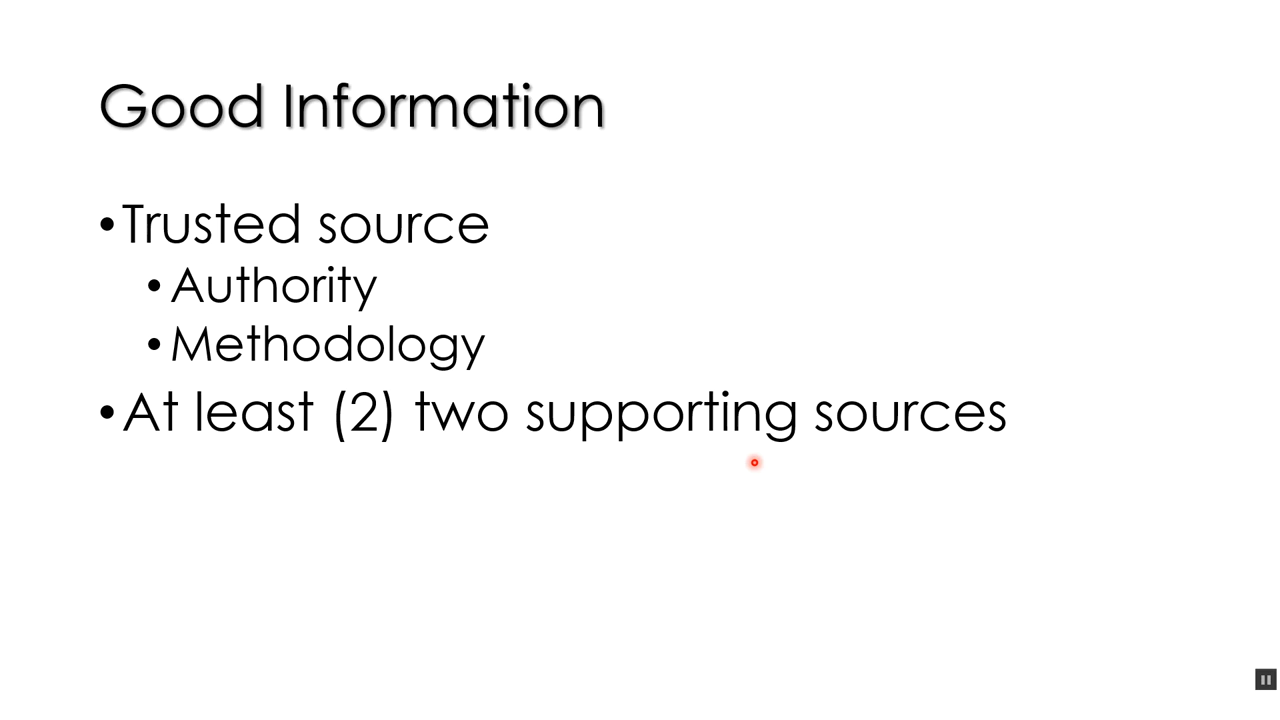 Good Information
•Trusted source
•Authority
•Methodology
•At least (2) two supporting sources